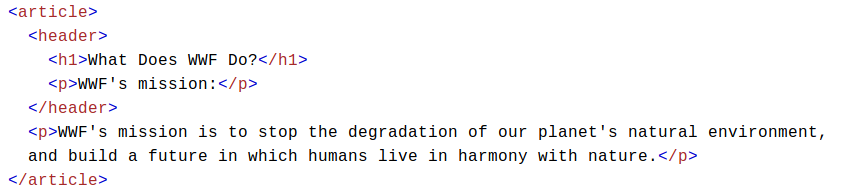 <article>
<header>
<h1>What Does WWF Do?</h1>
<p>WWF's mission:</p>
</header>
<p>WWF's mission is to stop the degradation of our planet's natural environment,
and build a future in which humans live in harmony with nature.</p>
</article>